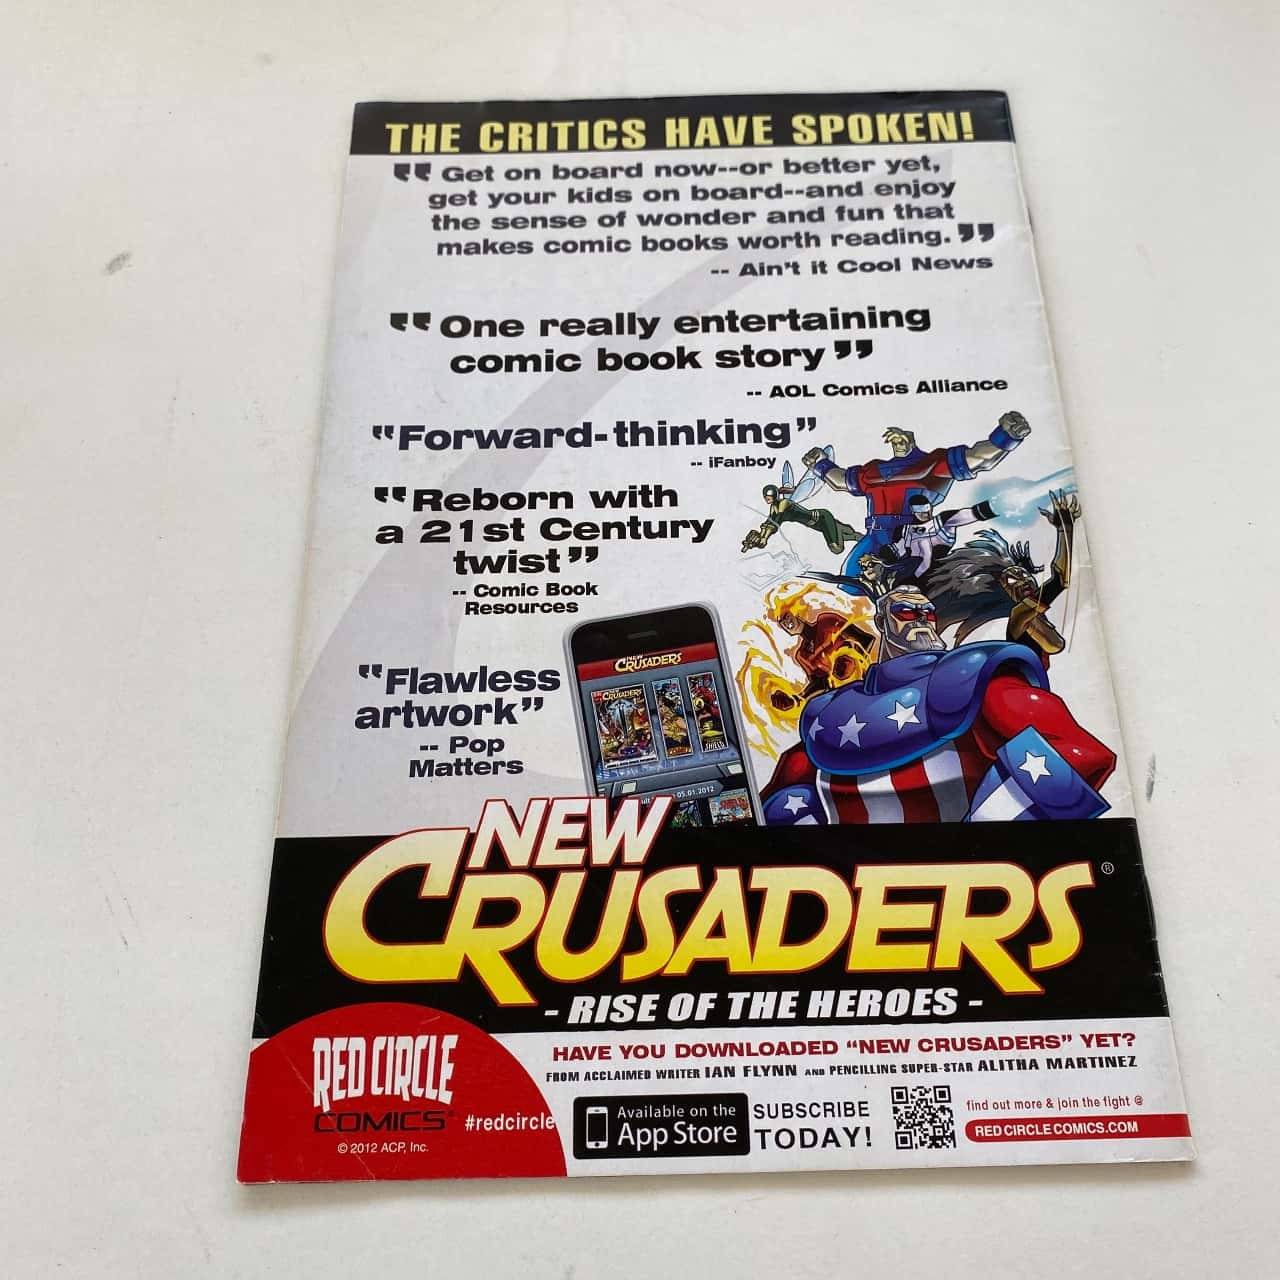 THE CRITICS HAVE SPOKEN!
"Get on board now--or better yet,
get your kids on board--and enjoy
the sense of wonder and fun that
makes comic books worth reading."
-- Ain't it Cool News
"One really entertaining
comic book story"
-- AOL Comics Alliance
"Forward-thinking"
-- iFanboy
"Reborn with
a 21st Century
twist"
-- Comic Book
Resources
"Flawless
artwork"
-- Pop
Matters
NEW
CRUSADERS
CRUSADERS
SHIELD
05.01.2012
NEW
CRUSADERS®
- RISE OF THE HEROES -
RED CIRCLE
COMICS®
© 2012 ACP, Inc.
#redcircle
HAVE YOU DOWNLOADED "NEW CRUSADERS" YET?
FROM ACCLAIMED WRITER IAN FLYNN AND PENCILLING SUPER-STAR ALITHA MARTINEZ
Available on the
App Store
SUBSCRIBE
TODAY!
find out more & join the fight @
REDCIRCLECOMICS.COM